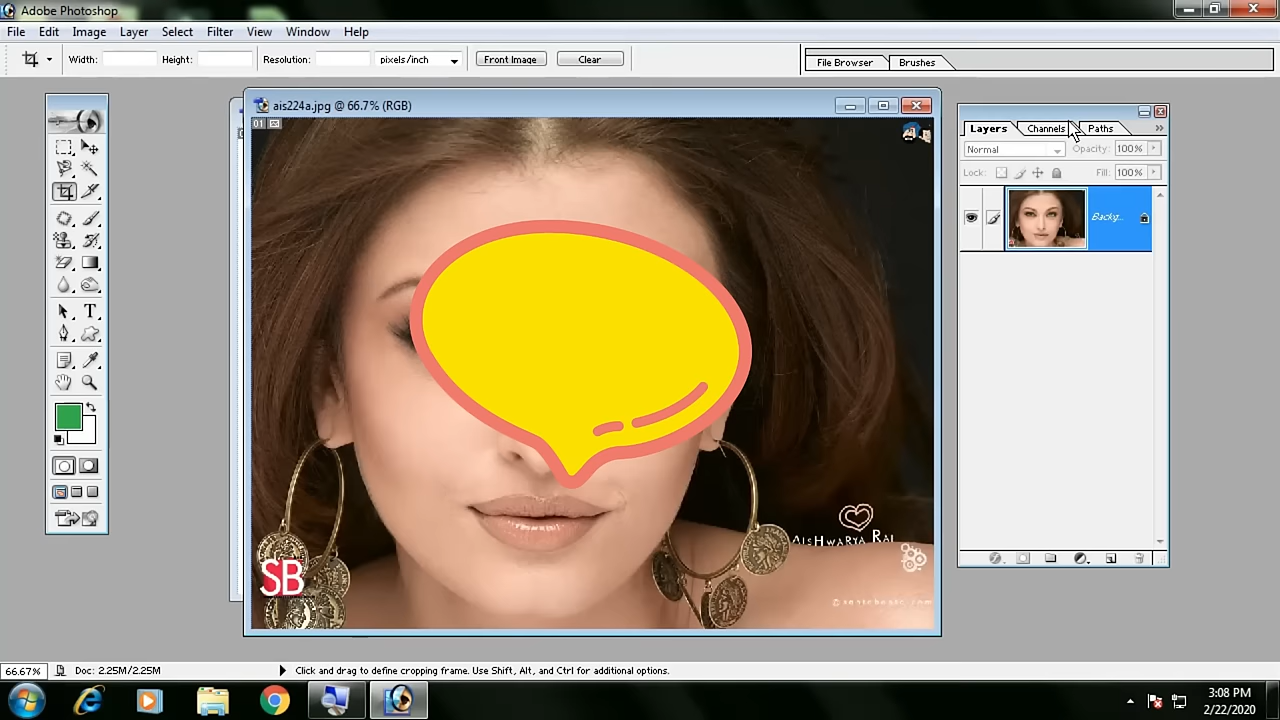 Adobe Photoshop
File Edit Image Layer Select Filter View Window Help
Width: Height: Resolution: pixels/inch Front Image Clear File Browser Brushes
ais224a.jpg @ 66.7% (RGB)
01
Layers Channels Paths
Normal Opacity: 100%
Lock: Fill: 100%
Backg...
T
AISHWARYA RAI
SB
66.67% Doc: 2.25M/2.25M Click and drag to define cropping frame. Use Shift, Alt, and Ctrl for additional options.
3:08 PM
2/22/2020